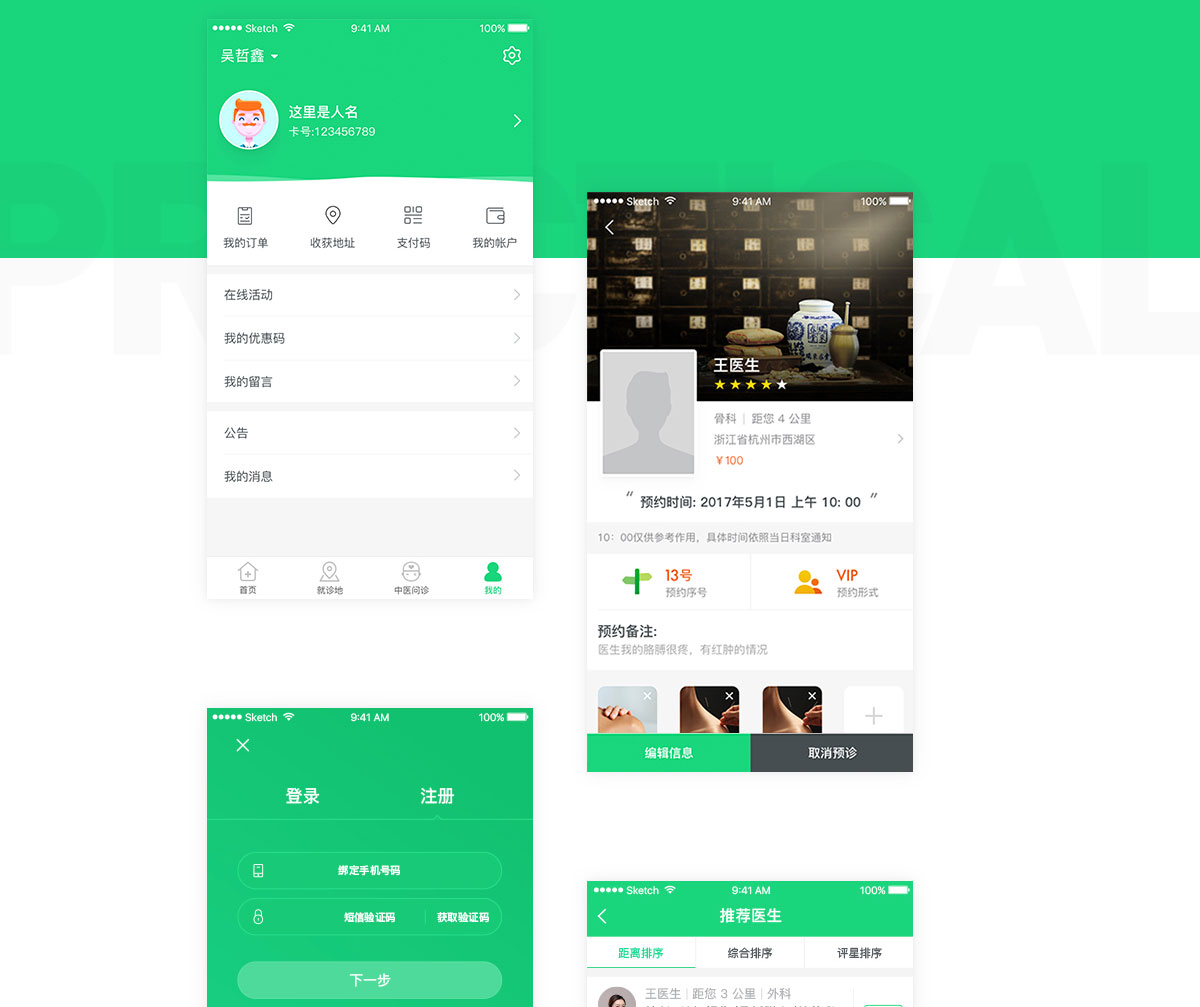 Sketch 9:41 AM 100%
吴哲鑫
这里是人名
卡号:123456789
我的订单 收获地址 支付码 我的帐户
在线活动
我的优惠码
我的留言
公告
我的消息
首页 就诊地 中医问诊 我的
Sketch 9:41 AM 100%
王医生
骨科 | 距您 4 公里
浙江省杭州市西湖区
￥100
“ 预约时间: 2017年5月1日 上午 10: 00 ”
10：00仅供参考作用，具体时间依照当日科室通知
13号
预约序号
VIP
预约形式
预约备注:
医生我的胳膊很疼，有红肿的情况
编辑信息 取消预诊
Sketch 9:41 AM 100%
登录 注册
绑定手机号码
短信验证码 获取验证码
下一步
Sketch 9:41 AM 100%
推荐医生
距离排序 综合排序 评星排序
王医生 | 距您 3 公里 | 外科